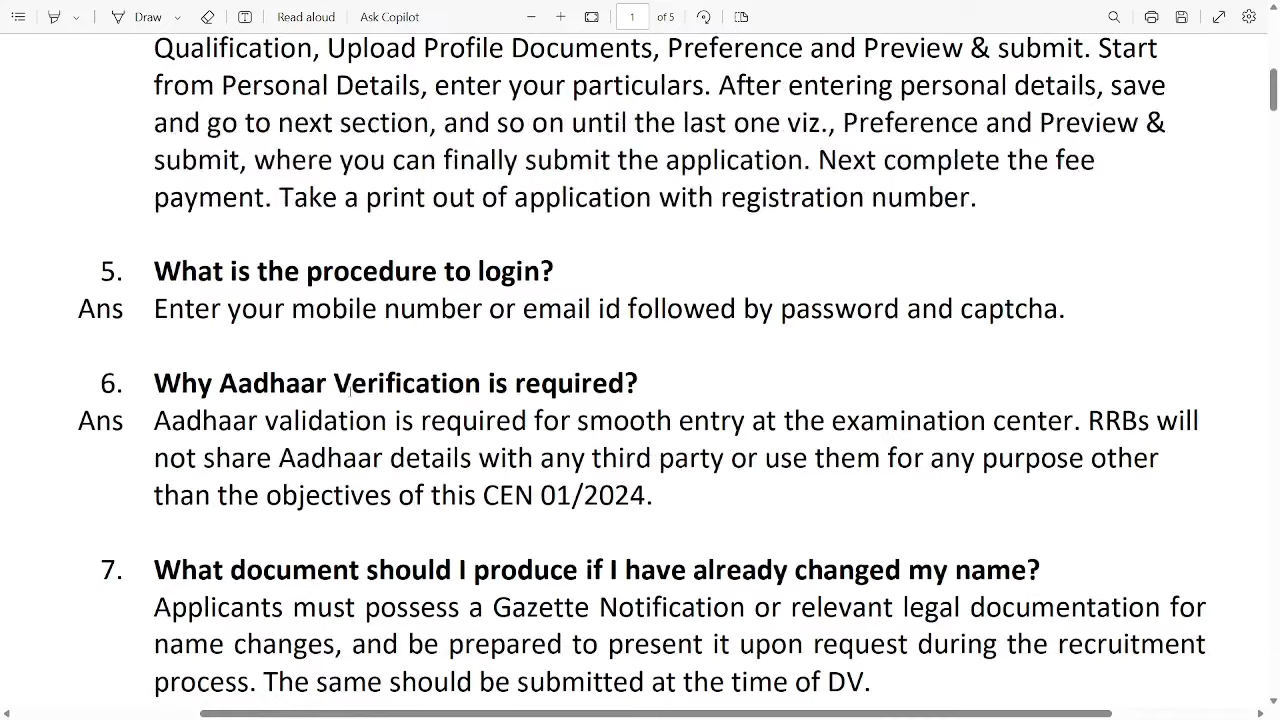 Draw Read aloud Ask Copilot 1 of 5
Qualification, Upload Profile Documents, Preference and Preview & submit. Start
from Personal Details, enter your particulars. After entering personal details, save
and go to next section, and so on until the last one viz., Preference and Preview &
submit, where you can finally submit the application. Next complete the fee
payment. Take a print out of application with registration number.
5. What is the procedure to login?
Ans Enter your mobile number or email id followed by password and captcha.
6. Why Aadhaar Verification is required?
Ans Aadhaar validation is required for smooth entry at the examination center. RRBs will
not share Aadhaar details with any third party or use them for any purpose other
than the objectives of this CEN 01/2024.
7. What document should I produce if I have already changed my name?
Applicants must possess a Gazette Notification or relevant legal documentation for
name changes, and be prepared to present it upon request during the recruitment
process. The same should be submitted at the time of DV.